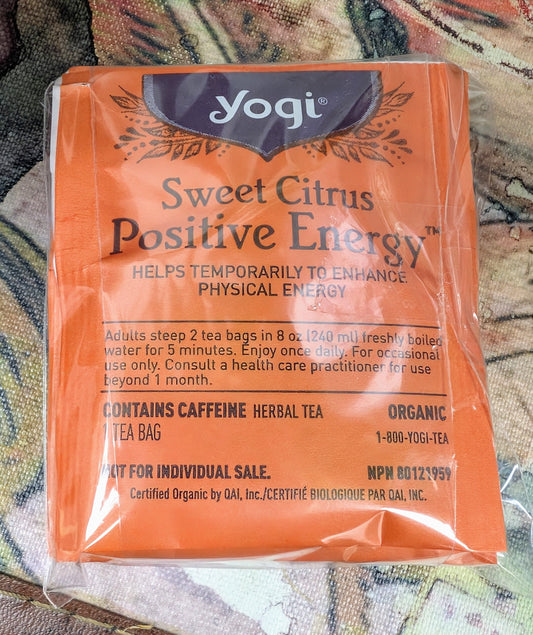 yogi®
Sweet Citrus
Positive Energy™
HELPS TEMPORARILY TO ENHANCE
PHYSICAL ENERGY
Adults steep 2 tea bags in 8 oz (240 ml) freshly boiled
water for 5 minutes. Enjoy once daily. For occasional
use only. Consult a health care practitioner for use
beyond 1 month.
CONTAINS CAFFEINE HERBAL TEA ORGANIC
1 TEA BAG 1-800-YOGI-TEA
NOT FOR INDIVIDUAL SALE. NPN 80121959
Certified Organic by QAI, Inc./CERTIFIÉ BIOLOGIQUE PAR QAI, INC.